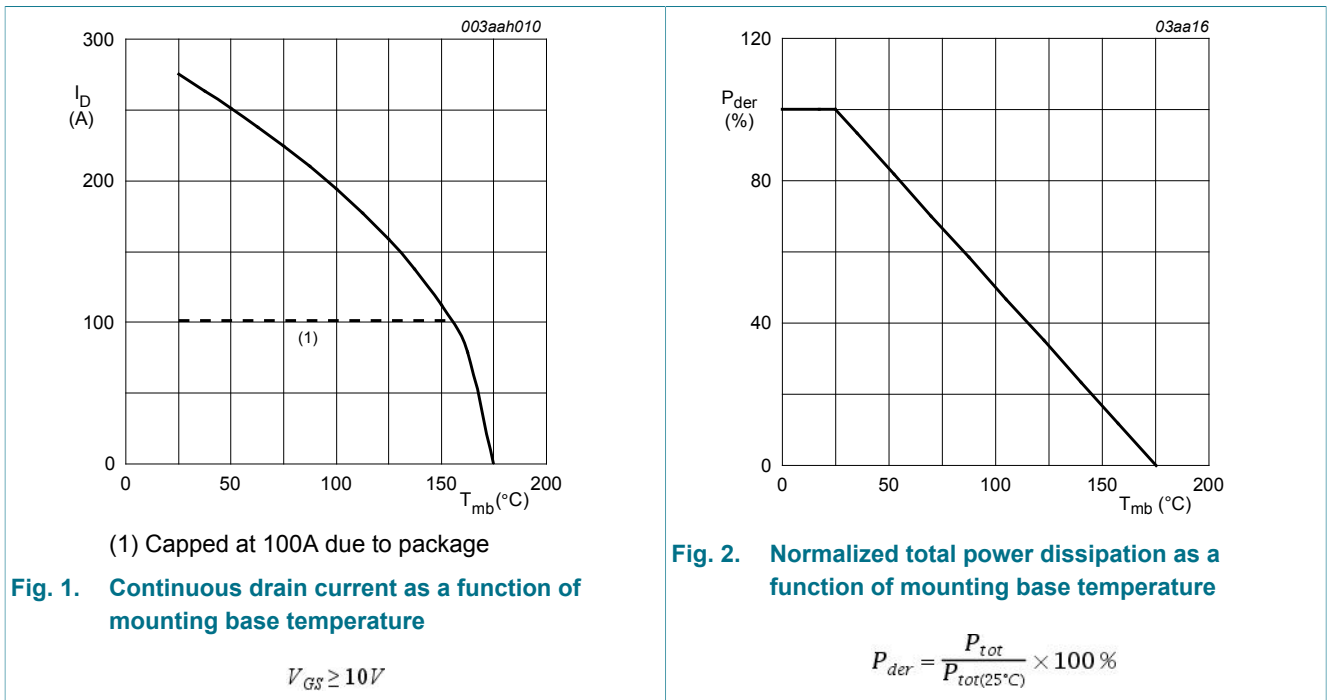 003aah010
300
I_D
(A)
200
100
(1)
0
0 50 100 150 200
T_mb(°C)
(1) Capped at 100A due to package
Fig. 1. Continuous drain current as a function of
mounting base temperature
V_GS ≥ 10V
03aa16
120
P_der
(%)
80
40
0
0 50 100 150 200
T_mb (°C)
Fig. 2. Normalized total power dissipation as a
function of mounting base temperature
P_der = P_tot / P_tot(25°C) × 100 %